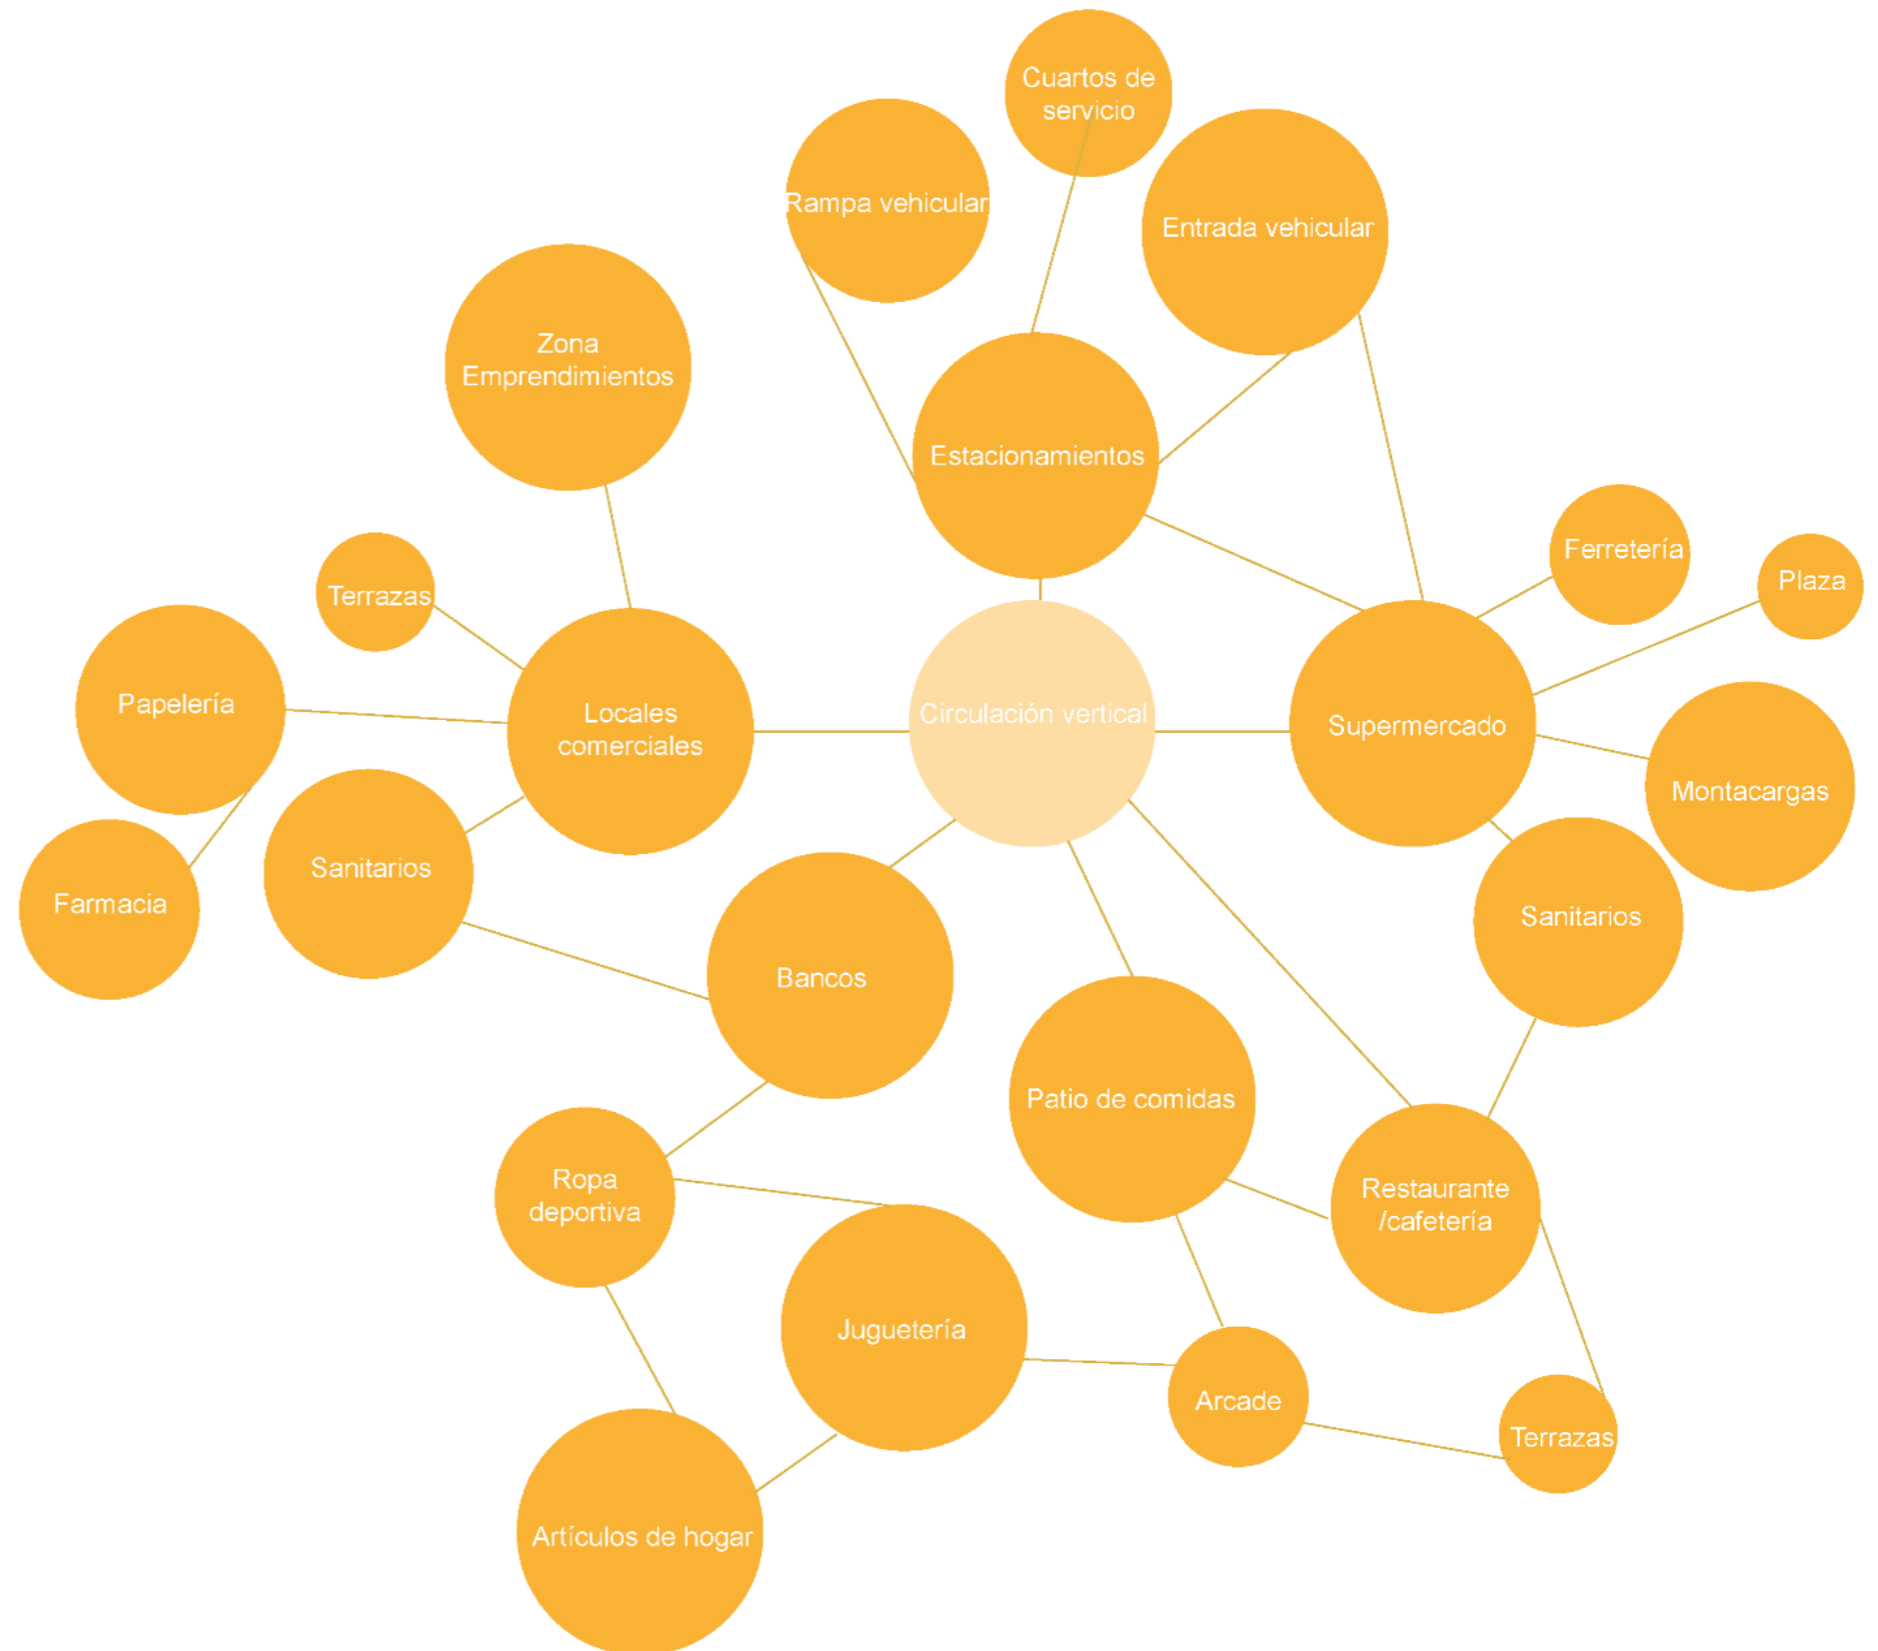 Cuartos de
servicio
Rampa vehicular
Entrada vehicular
Zona
Emprendimientos
Estacionamientos
Ferretería
Plaza
Terrazas
Papelería
Locales
comerciales
Circulación vertical
Supermercado
Montacargas
Sanitarios
Farmacia
Sanitarios
Bancos
Patio de comidas
Ropa
deportiva
Restaurante
/cafetería
Juguetería
Arcade
Terrazas
Artículos de hogar